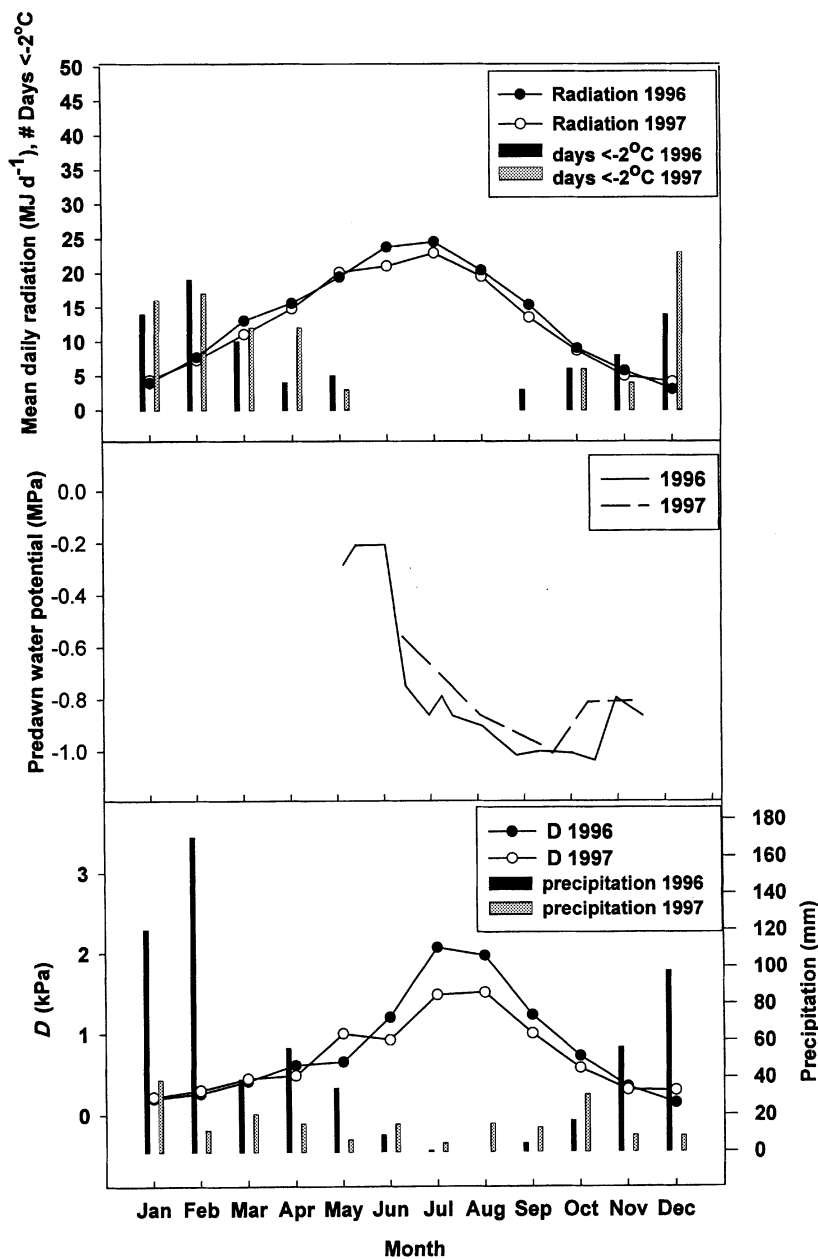 Mean daily radiation (MJ d⁻¹), # Days <-2°C
50
45
40
35
30
25
20
15
10
5
0
Radiation 1996
Radiation 1997
days <-2°C 1996
days <-2°C 1997
Predawn water potential (MPa)
0.0
-0.2
-0.4
-0.6
-0.8
-1.0
1996
1997
D (kPa)
3
2
1
0
D 1996
D 1997
precipitation 1996
precipitation 1997
180
160
140
120
100
80
60
40
20
0
Precipitation (mm)
Jan Feb Mar Apr May Jun Jul Aug Sep Oct Nov Dec
Month